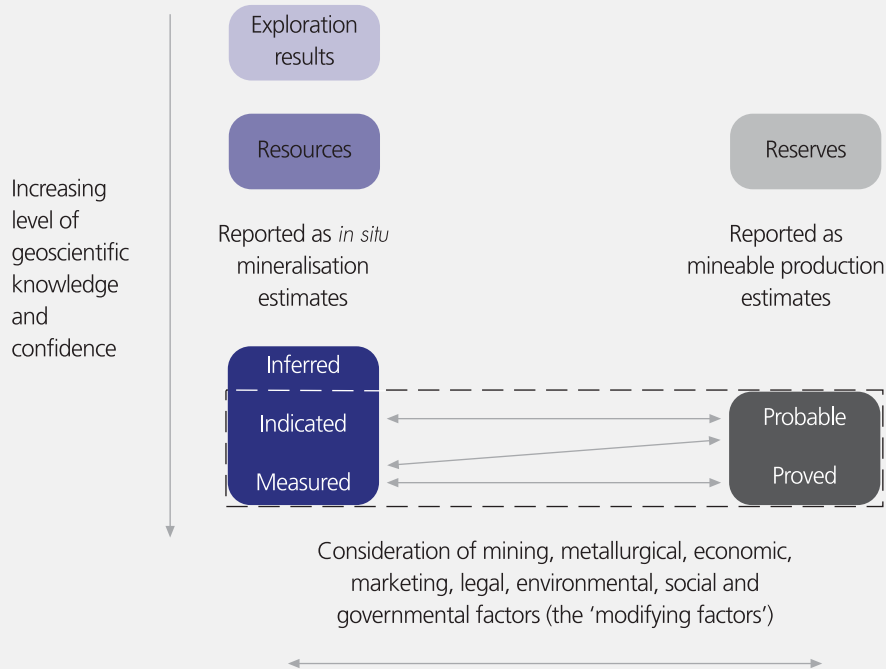 Exploration
results
Resources
Reserves
Increasing
level of
geoscientific
knowledge
and
confidence
Reported as in situ
mineralisation
estimates
Reported as
mineable production
estimates
Inferred
Indicated
Measured
Probable
Proved
Consideration of mining, metallurgical, economic,
marketing, legal, environmental, social and
governmental factors (the ‘modifying factors’)